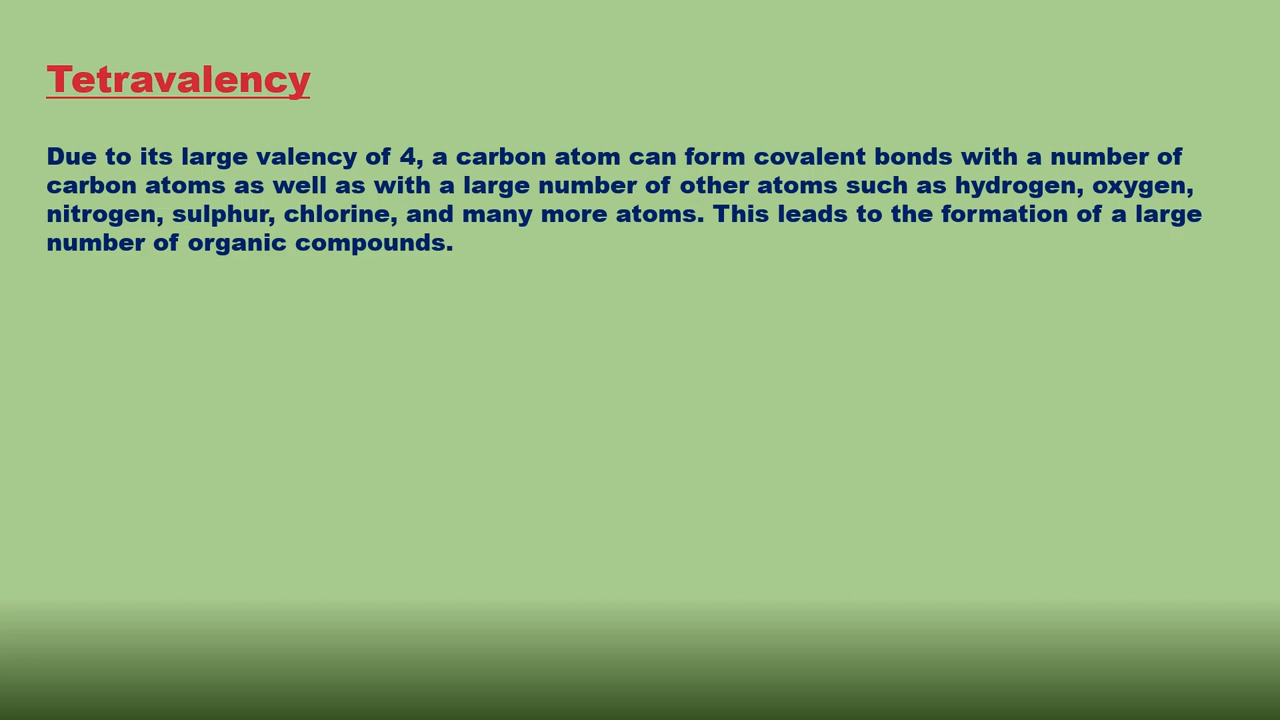 Tetravalency
Due to its large valency of 4, a carbon atom can form covalent bonds with a number of
carbon atoms as well as with a large number of other atoms such as hydrogen, oxygen,
nitrogen, sulphur, chlorine, and many more atoms. This leads to the formation of a large
number of organic compounds.